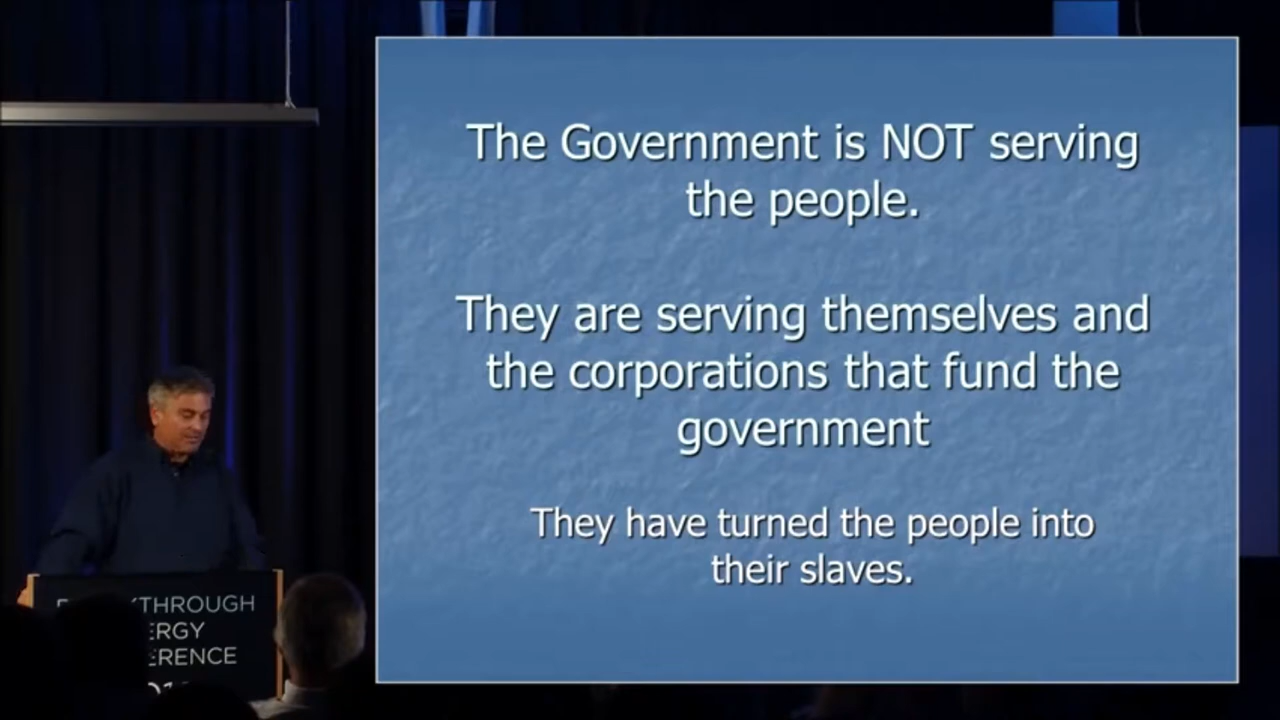 The Government is NOT serving
the people.
They are serving themselves and
the corporations that fund the
government
They have turned the people into
their slaves.
THROUGH
ERGY
ERENCE